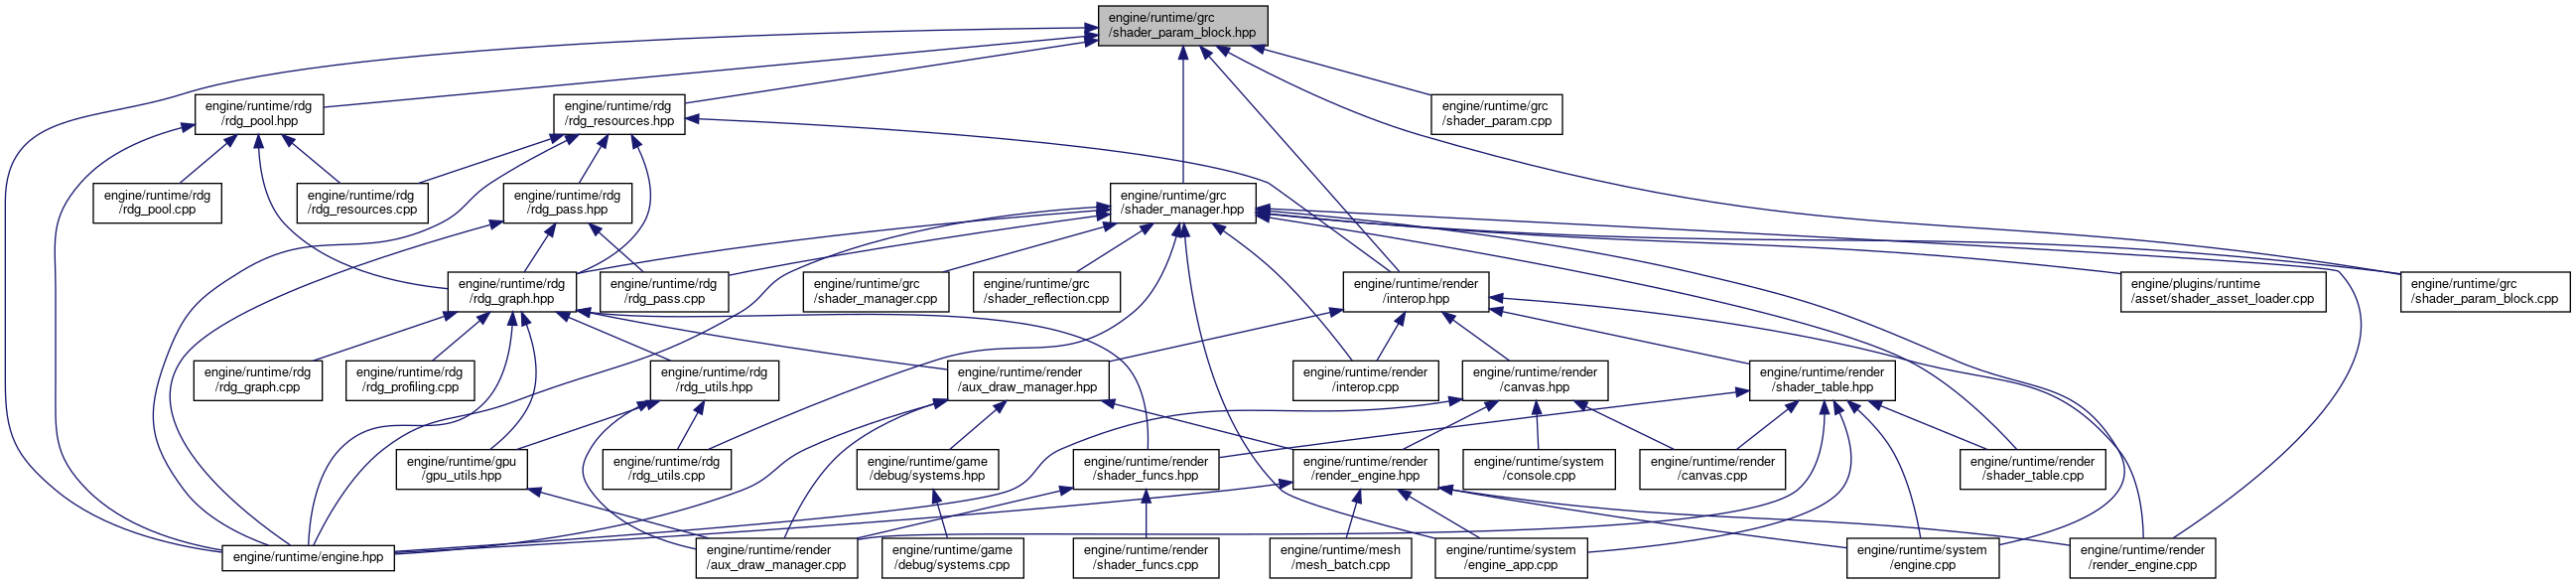 engine/runtime/grc
/shader_param_block.hpp
engine/runtime/rdg
/rdg_pool.hpp
engine/runtime/rdg
/rdg_resources.hpp
engine/runtime/grc
/shader_param.cpp
engine/runtime/rdg
/rdg_pool.cpp
engine/runtime/rdg
/rdg_resources.cpp
engine/runtime/rdg
/rdg_pass.hpp
engine/runtime/grc
/shader_manager.hpp
engine/runtime/rdg
/rdg_graph.hpp
engine/runtime/rdg
/rdg_pass.cpp
engine/runtime/grc
/shader_manager.cpp
engine/runtime/grc
/shader_reflection.cpp
engine/runtime/render
/interop.hpp
engine/plugins/runtime
/asset/shader_asset_loader.cpp
engine/runtime/grc
/shader_param_block.cpp
engine/runtime/rdg
/rdg_graph.cpp
engine/runtime/rdg
/rdg_profiling.cpp
engine/runtime/rdg
/rdg_utils.hpp
engine/runtime/render
/aux_draw_manager.hpp
engine/runtime/render
/interop.cpp
engine/runtime/render
/canvas.hpp
engine/runtime/render
/shader_table.hpp
engine/runtime/gpu
/gpu_utils.hpp
engine/runtime/rdg
/rdg_utils.cpp
engine/runtime/game
/debug/systems.hpp
engine/runtime/render
/shader_funcs.hpp
engine/runtime/render
/render_engine.hpp
engine/runtime/system
/console.cpp
engine/runtime/render
/canvas.cpp
engine/runtime/render
/shader_table.cpp
engine/runtime/engine.hpp
engine/runtime/render
/aux_draw_manager.cpp
engine/runtime/game
/debug/systems.cpp
engine/runtime/render
/shader_funcs.cpp
engine/runtime/mesh
/mesh_batch.cpp
engine/runtime/system
/engine_app.cpp
engine/runtime/system
/engine.cpp
engine/runtime/render
/render_engine.cpp